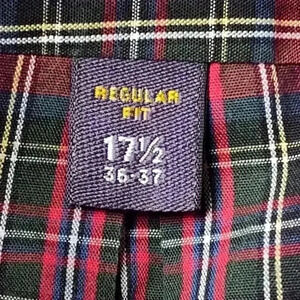 REGULAR
FIT
17½
36-37